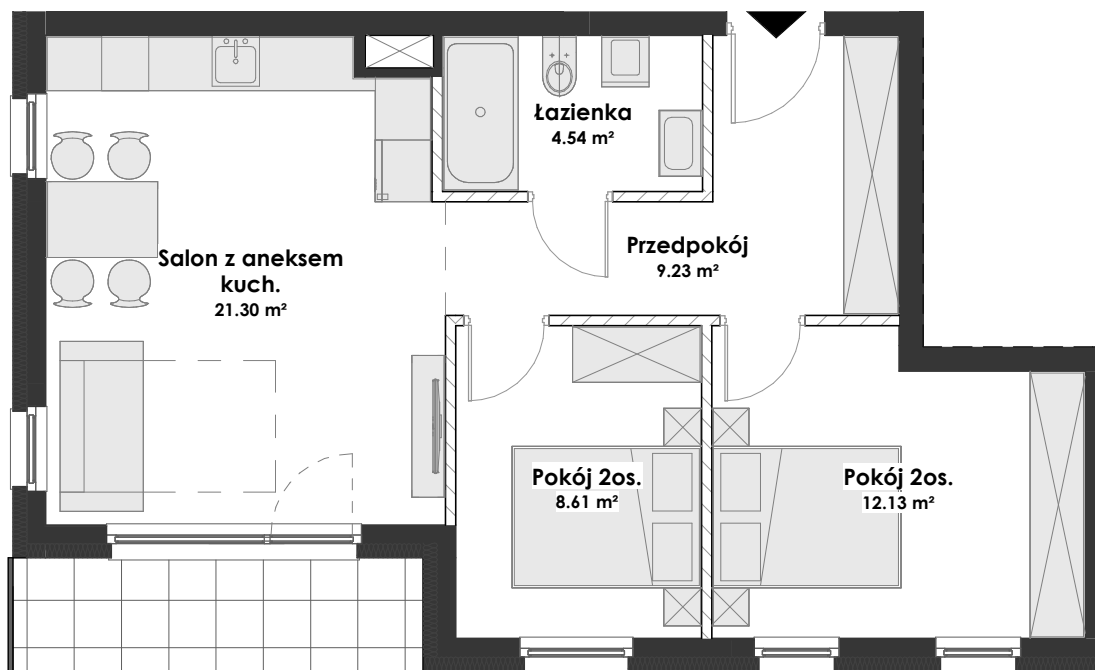 Łazienka
4.54 m²
Przedpokój
9.23 m²
Salon z aneksem
kuch.
21.30 m²
Pokój 2os.
8.61 m²
Pokój 2os.
12.13 m²